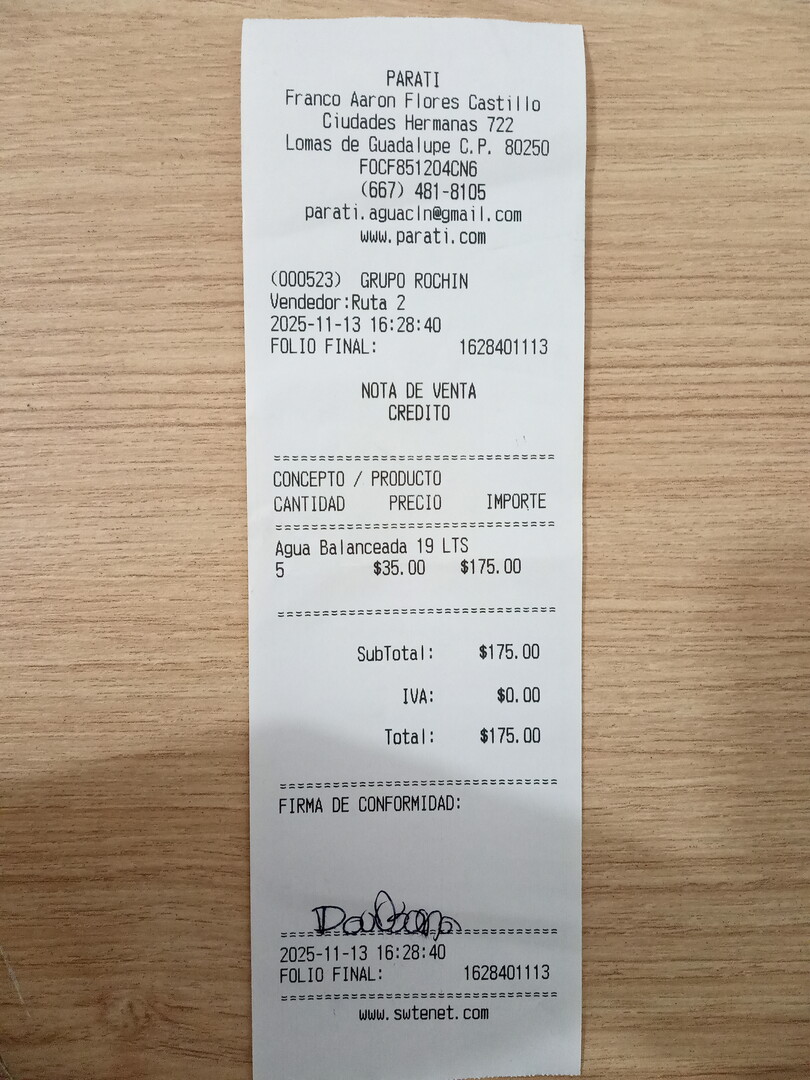 PARATI
Franco Aaron Flores Castillo
Ciudades Hermanas 722
Lomas de Guadalupe C.P. 80250
FOCF851204CN6
(667) 481-8105
parati.aguacln@gmail.com
www.parati.com
(000523) GRUPO ROCHIN
Vendedor:Ruta 2
2025-11-13 16:28:40
FOLIO FINAL: 1628401113
NOTA DE VENTA
CREDITO
CONCEPTO / PRODUCTO
CANTIDAD PRECIO IMPORTE
Agua Balanceada 19 LTS
5 $35.00 $175.00
SubTotal: $175.00
IVA: $0.00
Total: $175.00
FIRMA DE CONFORMIDAD:
2025-11-13 16:28:40
FOLIO FINAL: 1628401113
www.swtenet.com